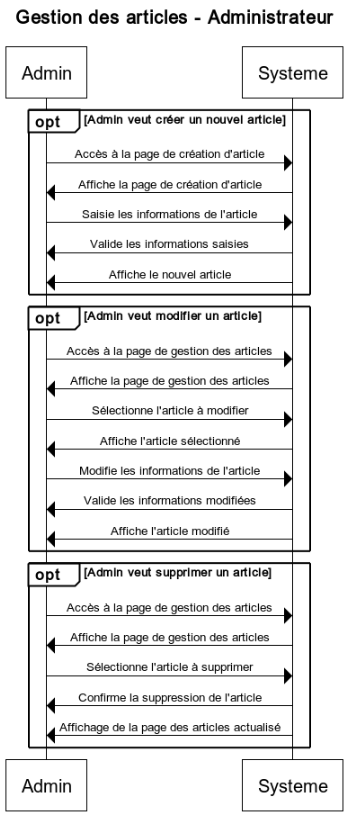 Gestion des articles - Administrateur
Admin
Systeme
opt
[Admin veut créer un nouvel article]
Accès à la page de création d'article
Affiche la page de création d'article
Saisie les informations de l'article
Valide les informations saisies
Affiche le nouvel article
opt
[Admin veut modifier un article]
Accès à la page de gestion des articles
Affiche la page de gestion des articles
Sélectionne l'article à modifier
Affiche l'article sélectionné
Modifie les informations de l'article
Valide les informations modifiées
Affiche l'article modifié
opt
[Admin veut supprimer un article]
Accès à la page de gestion des articles
Affiche la page de gestion des articles
Sélectionne l'article à supprimer
Confirme la suppression de l'article
Affichage de la page des articles actualisé
Admin
Systeme